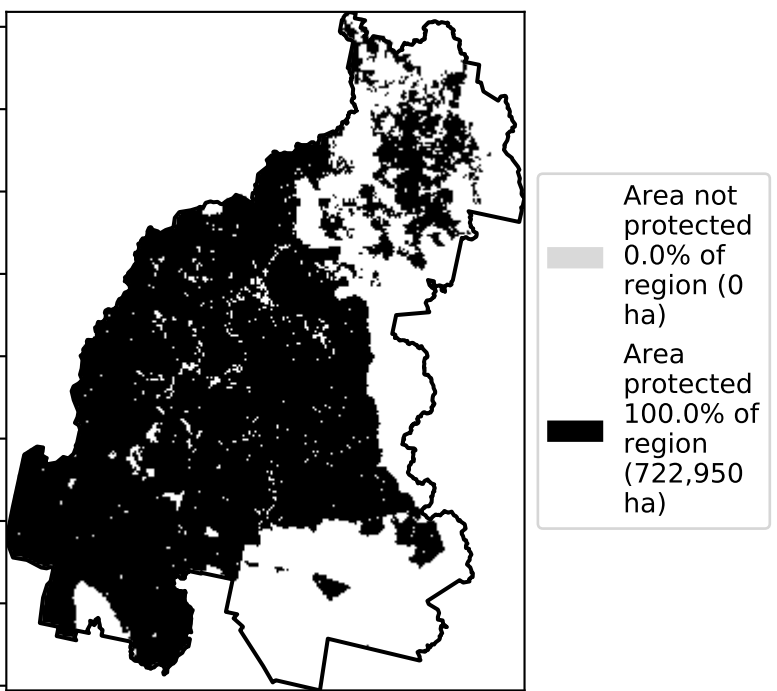 Area not
protected
0.0% of
region (0
ha)
Area
protected
100.0% of
region
(722,950
ha)